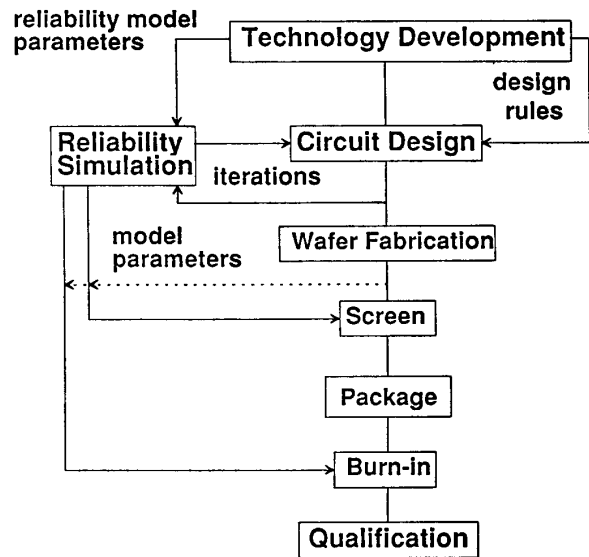 reliability model
parameters
Technology Development
design
rules
Reliability
Simulation
Circuit Design
iterations
Wafer Fabrication
model
parameters
Screen
Package
Burn-in
Qualification